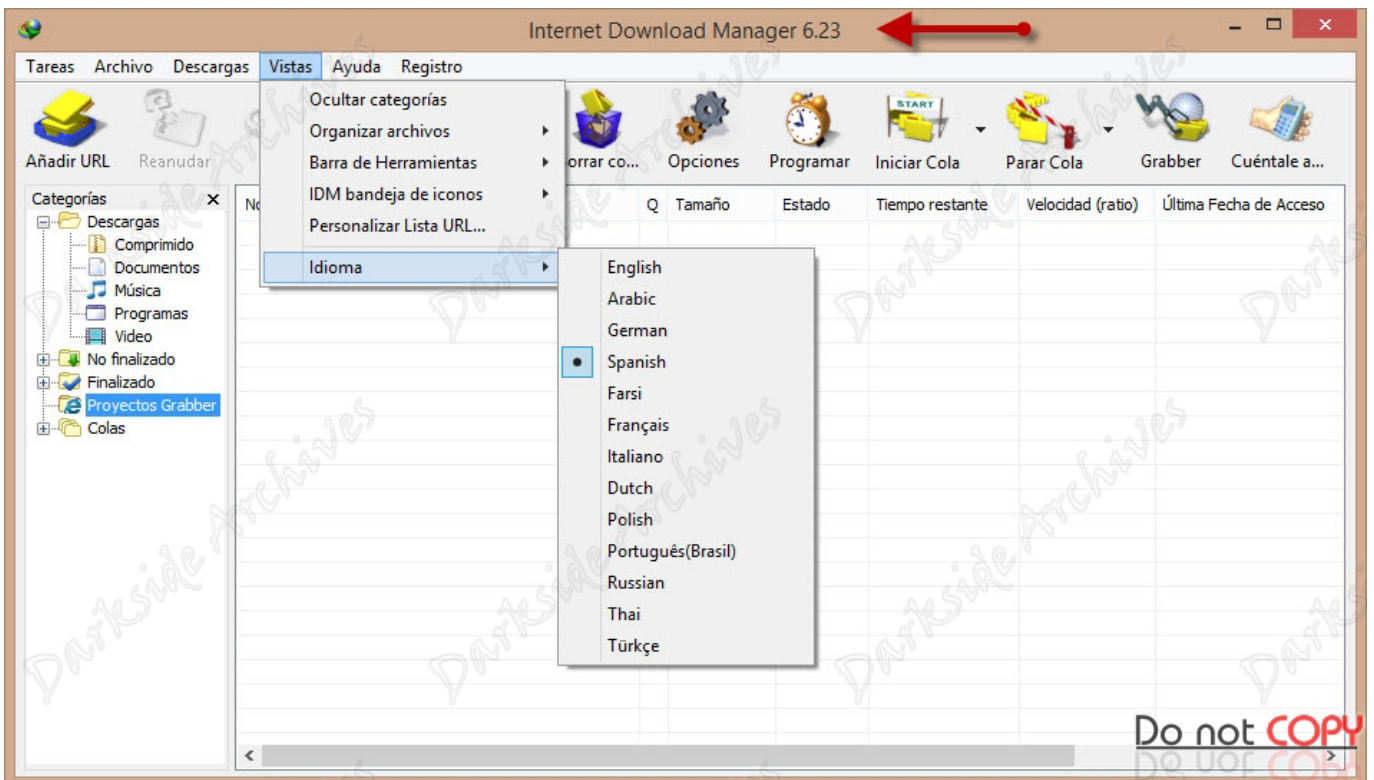 Internet Download Manager 6.23
Tareas Archivo Descargas Vistas Ayuda Registro
Ocultar categorías
Organizar archivos
Barra de Herramientas
IDM bandeja de iconos
Personalizar Lista URL...
Idioma
English
Arabic
German
Spanish
Farsi
Français
Italiano
Dutch
Polish
Português(Brasil)
Russian
Thai
Türkçe
START
Añadir URL Reanudar orrar co... Opciones Programar Iniciar Cola Parar Cola Grabber Cuéntale a...
Categorías
Descargas
Comprimido
Documentos
Música
Programas
Video
No finalizado
Finalizado
Proyectos Grabber
Colas
Q Tamaño Estado Tiempo restante Velocidad (ratio) Última Fecha de Acceso
Darkside Archives
Do not COPY